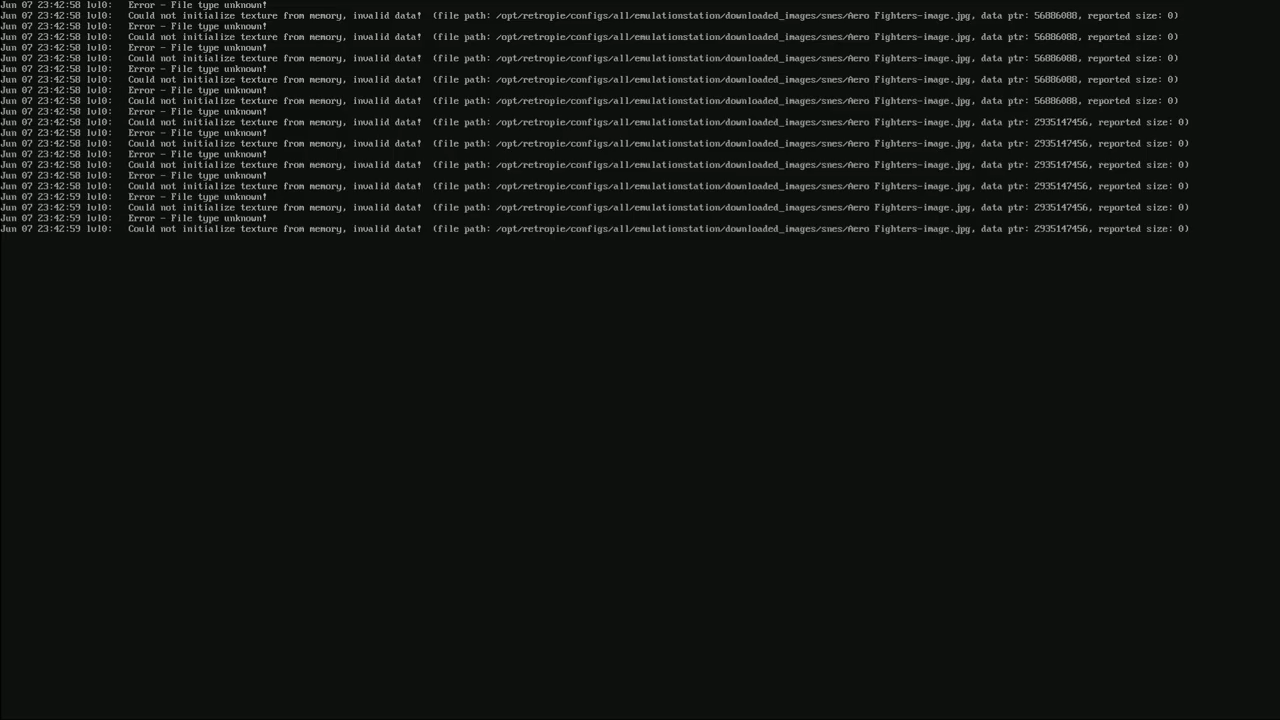 Jun 07 23:42:58 lvl0: Error - File type unknown!
Jun 07 23:42:58 lvl0: Could not initialize texture from memory, invalid data! (file path: /opt/retropie/configs/all/emulationstation/downloaded_images/snes/Aero Fighters-image.jpg, data ptr: 56886088, reported size: 0)
Jun 07 23:42:58 lvl0: Error - File type unknown!
Jun 07 23:42:58 lvl0: Could not initialize texture from memory, invalid data! (file path: /opt/retropie/configs/all/emulationstation/downloaded_images/snes/Aero Fighters-image.jpg, data ptr: 56886088, reported size: 0)
Jun 07 23:42:58 lvl0: Error - File type unknown!
Jun 07 23:42:58 lvl0: Could not initialize texture from memory, invalid data! (file path: /opt/retropie/configs/all/emulationstation/downloaded_images/snes/Aero Fighters-image.jpg, data ptr: 56886088, reported size: 0)
Jun 07 23:42:58 lvl0: Error - File type unknown!
Jun 07 23:42:58 lvl0: Could not initialize texture from memory, invalid data! (file path: /opt/retropie/configs/all/emulationstation/downloaded_images/snes/Aero Fighters-image.jpg, data ptr: 56886088, reported size: 0)
Jun 07 23:42:58 lvl0: Error - File type unknown!
Jun 07 23:42:58 lvl0: Could not initialize texture from memory, invalid data! (file path: /opt/retropie/configs/all/emulationstation/downloaded_images/snes/Aero Fighters-image.jpg, data ptr: 56886088, reported size: 0)
Jun 07 23:42:58 lvl0: Error - File type unknown!
Jun 07 23:42:58 lvl0: Could not initialize texture from memory, invalid data! (file path: /opt/retropie/configs/all/emulationstation/downloaded_images/snes/Aero Fighters-image.jpg, data ptr: 2935147456, reported size: 0)
Jun 07 23:42:58 lvl0: Error - File type unknown!
Jun 07 23:42:58 lvl0: Could not initialize texture from memory, invalid data! (file path: /opt/retropie/configs/all/emulationstation/downloaded_images/snes/Aero Fighters-image.jpg, data ptr: 2935147456, reported size: 0)
Jun 07 23:42:58 lvl0: Error - File type unknown!
Jun 07 23:42:58 lvl0: Could not initialize texture from memory, invalid data! (file path: /opt/retropie/configs/all/emulationstation/downloaded_images/snes/Aero Fighters-image.jpg, data ptr: 2935147456, reported size: 0)
Jun 07 23:42:58 lvl0: Error - File type unknown!
Jun 07 23:42:58 lvl0: Could not initialize texture from memory, invalid data! (file path: /opt/retropie/configs/all/emulationstation/downloaded_images/snes/Aero Fighters-image.jpg, data ptr: 2935147456, reported size: 0)
Jun 07 23:42:59 lvl0: Error - File type unknown!
Jun 07 23:42:59 lvl0: Could not initialize texture from memory, invalid data! (file path: /opt/retropie/configs/all/emulationstation/downloaded_images/snes/Aero Fighters-image.jpg, data ptr: 2935147456, reported size: 0)
Jun 07 23:42:59 lvl0: Error - File type unknown!
Jun 07 23:42:59 lvl0: Could not initialize texture from memory, invalid data! (file path: /opt/retropie/configs/all/emulationstation/downloaded_images/snes/Aero Fighters-image.jpg, data ptr: 2935147456, reported size: 0)